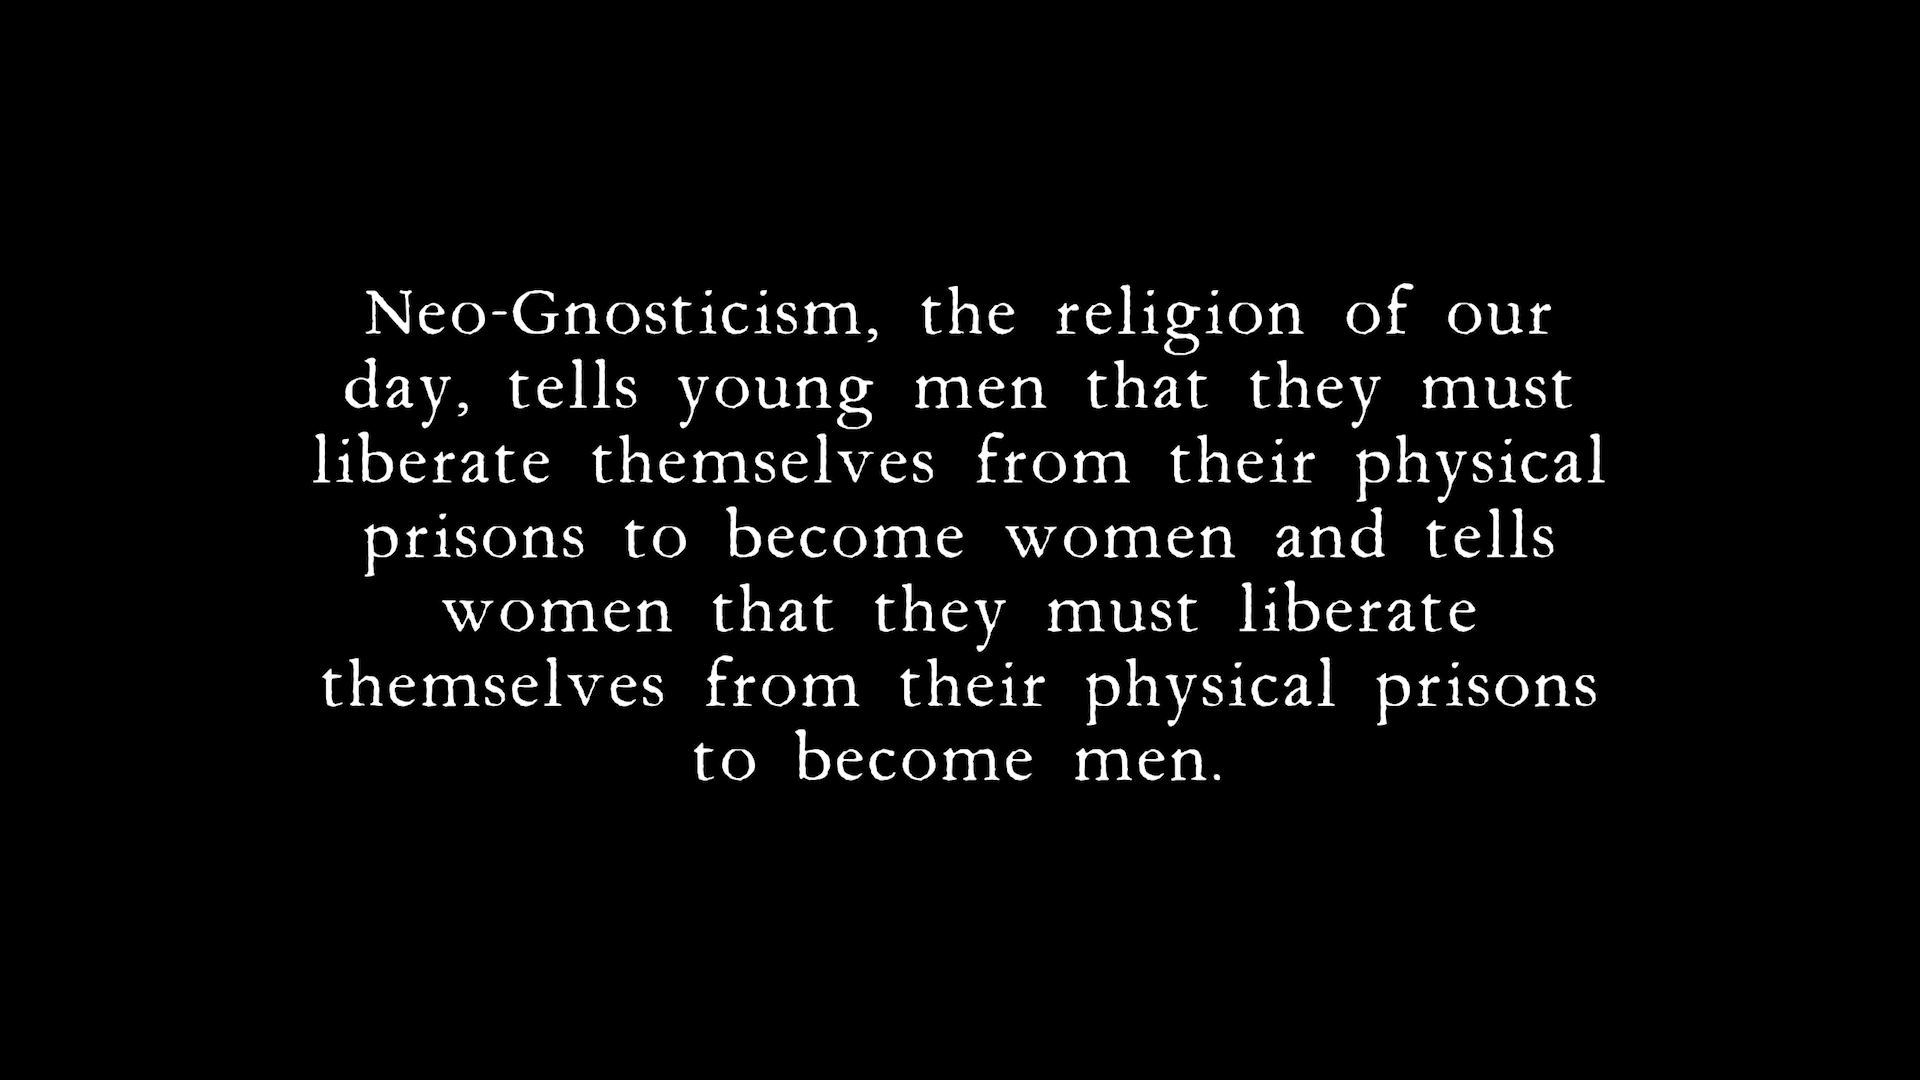 Neo-Gnosticism, the religion of our
day, tells young men that they must
liberate themselves from their physical
prisons to become women and tells
women that they must liberate
themselves from their physical prisons
to become men.